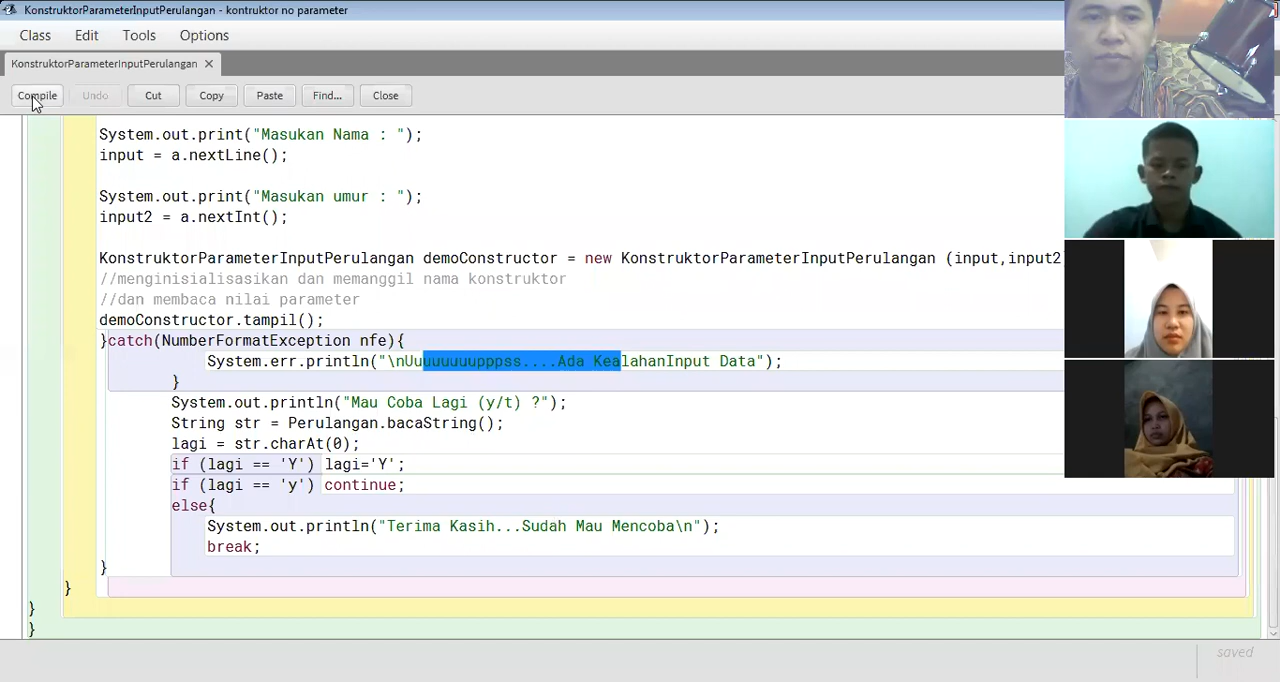 KonstruktorParameterInputPerulangan - kontruktor no parameter
Class Edit Tools Options
KonstruktorParameterInputPerulangan ×
Compile Undo Cut Copy Paste Find... Close
System.out.print("Masukan Nama : ");
input = a.nextLine();
System.out.print("Masukan umur : ");
input2 = a.nextInt();
KonstruktorParameterInputPerulangan demoConstructor = new KonstruktorParameterInputPerulangan (input,input2
//menginisialisasikan dan memanggil nama konstruktor
//dan membaca nilai parameter
demoConstructor.tampil();
}catch(NumberFormatException nfe){
System.err.println("\nUuuuuuuuupppss....Ada KealahanInput Data");
}
System.out.println("Mau Coba Lagi (y/t) ?");
String str = Perulangan.bacaString();
lagi = str.charAt(0);
if (lagi == 'Y') lagi='Y';
if (lagi == 'y') continue;
else{
System.out.println("Terima Kasih...Sudah Mau Mencoba\n");
break;
}
}
}
}
saved